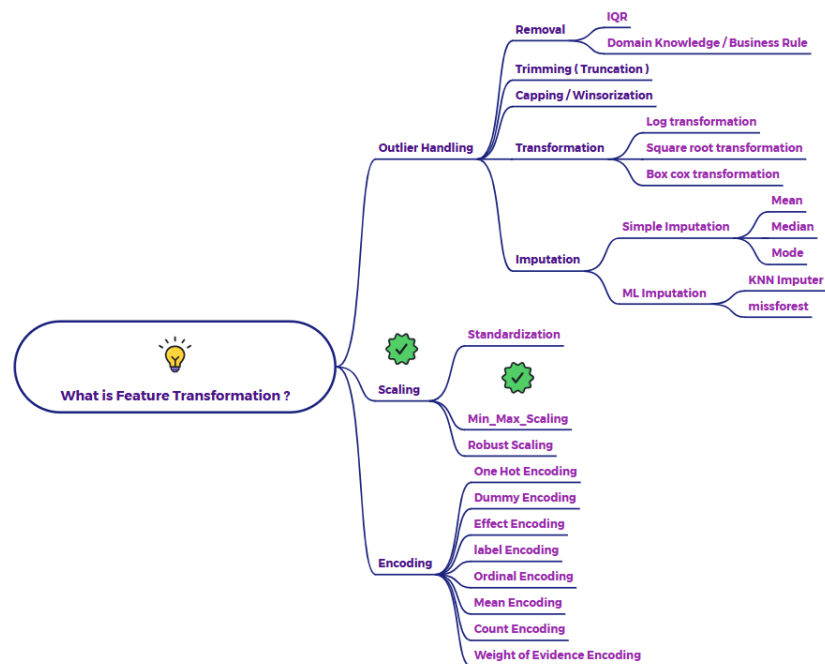 IQR
Removal
Domain Knowledge / Business Rule
Trimming ( Truncation )
Capping / Winsorization
Log transformation
Outlier Handling
Transformation
Square root transformation
Box cox transformation
Mean
Simple Imputation
Median
Mode
Imputation
KNN Imputer
ML Imputation
missforest
What is Feature Transformation ?
Standardization
Scaling
Min_Max_Scaling
Robust Scaling
One Hot Encoding
Dummy Encoding
Effect Encoding
label Encoding
Encoding
Ordinal Encoding
Mean Encoding
Count Encoding
Weight of Evidence Encoding